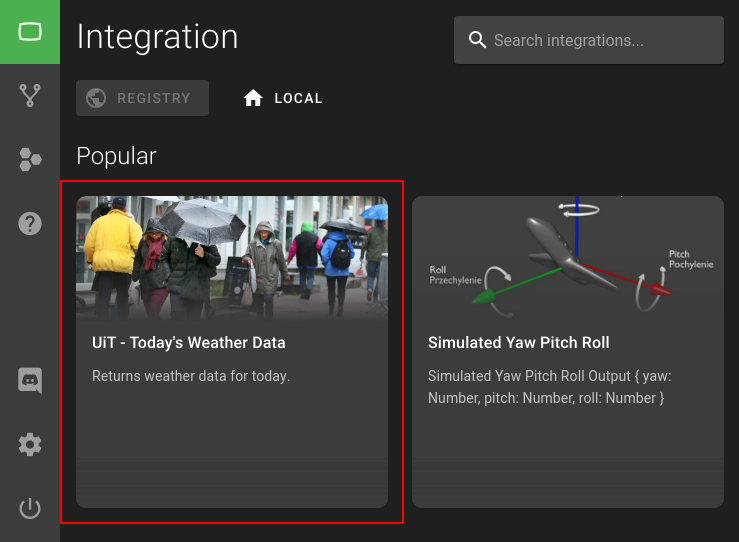 Integration
Search integrations...
REGISTRY
LOCAL
Popular
Roll
Przechylenie
Pitch
Pochylenie
UiT - Today's Weather Data
Returns weather data for today.
Simulated Yaw Pitch Roll
Simulated Yaw Pitch Roll Output { yaw:
Number, pitch: Number, roll: Number }